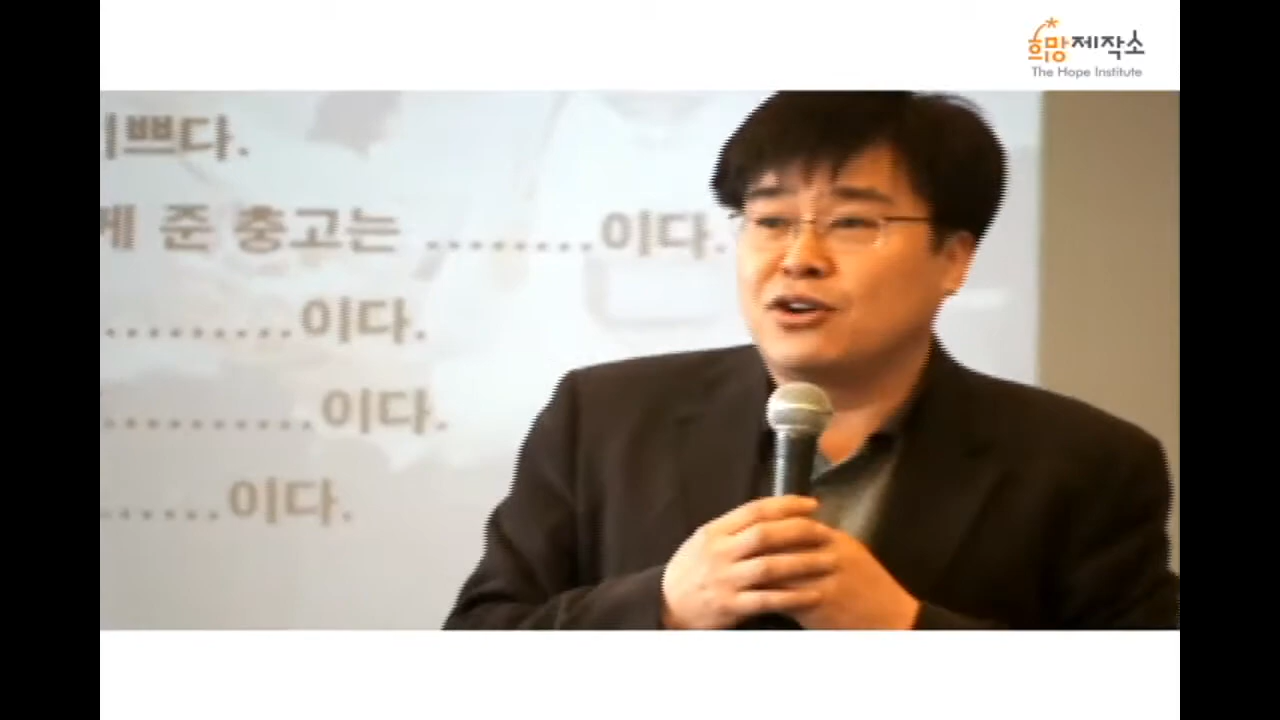 희망제작소
The Hope Institute
쁘다.
게 준 충고는 ........이다.
.........이다.
..........이다.
......이다.